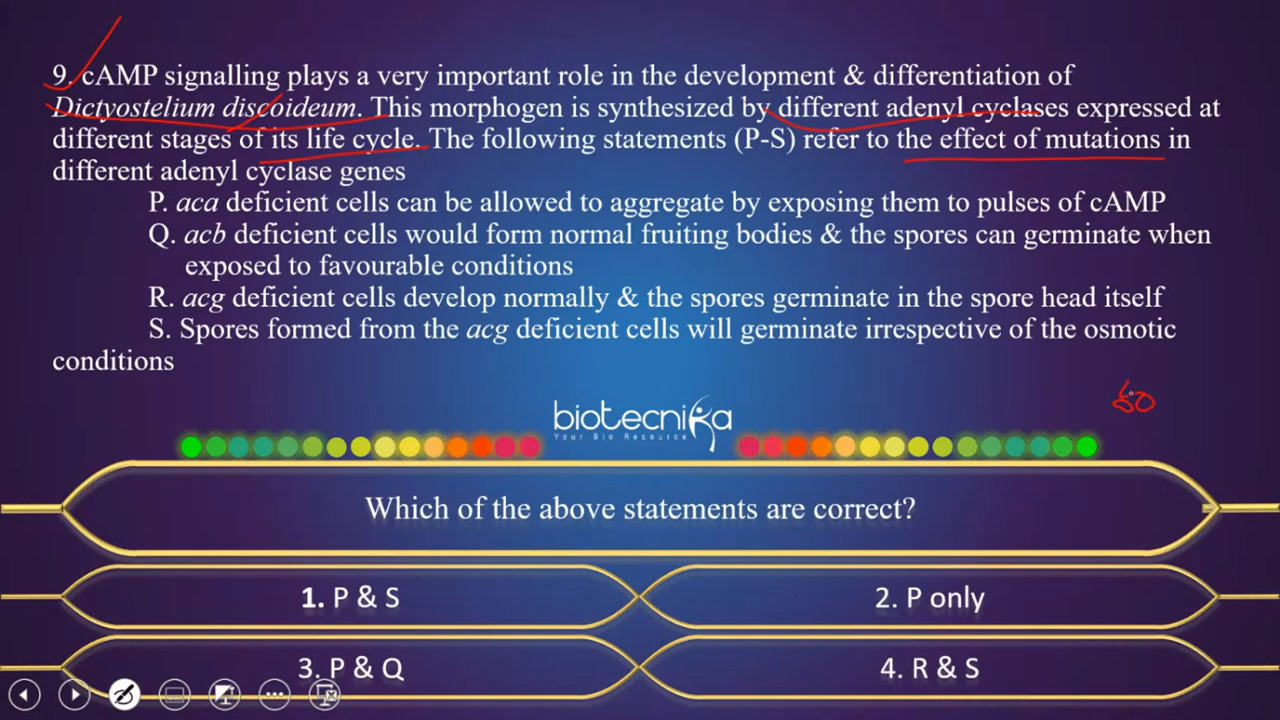 9. cAMP signalling plays a very important role in the development & differentiation of
Dictyostelium discoideum. This morphogen is synthesized by different adenyl cyclases expressed at
different stages of its life cycle. The following statements (P-S) refer to the effect of mutations in
different adenyl cyclase genes
P. aca deficient cells can be allowed to aggregate by exposing them to pulses of cAMP
Q. acb deficient cells would form normal fruiting bodies & the spores can germinate when
exposed to favourable conditions
R. acg deficient cells develop normally & the spores germinate in the spore head itself
S. Spores formed from the acg deficient cells will germinate irrespective of the osmotic
conditions
biotecnika
Your Bio Resource
Which of the above statements are correct?
1. P & S
2. P only
3. P & Q
4. R & S